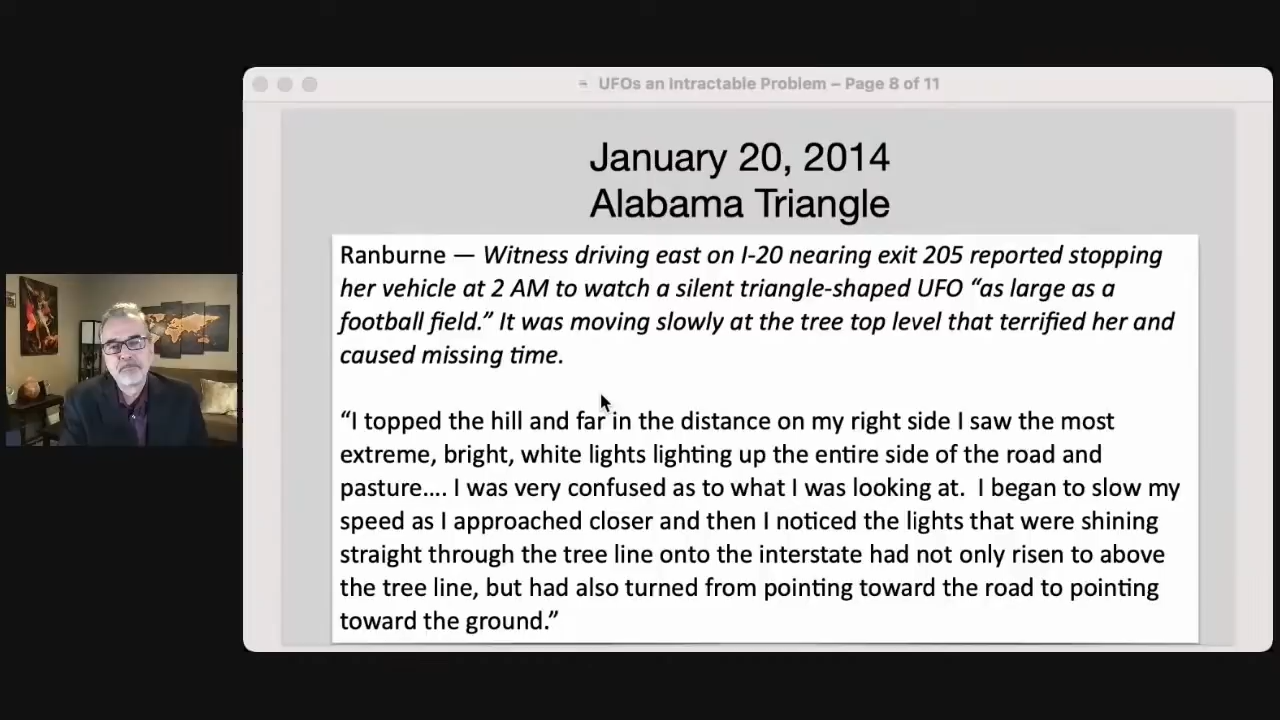 UFOs an Intractable Problem – Page 8 of 11
January 20, 2014
Alabama Triangle
Ranburne — Witness driving east on I-20 nearing exit 205 reported stopping
her vehicle at 2 AM to watch a silent triangle-shaped UFO “as large as a
football field.” It was moving slowly at the tree top level that terrified her and
caused missing time.
“I topped the hill and far in the distance on my right side I saw the most
extreme, bright, white lights lighting up the entire side of the road and
pasture…. I was very confused as to what I was looking at.  I began to slow my
speed as I approached closer and then I noticed the lights that were shining
straight through the tree line onto the interstate had not only risen to above
the tree line, but had also turned from pointing toward the road to pointing
toward the ground.”